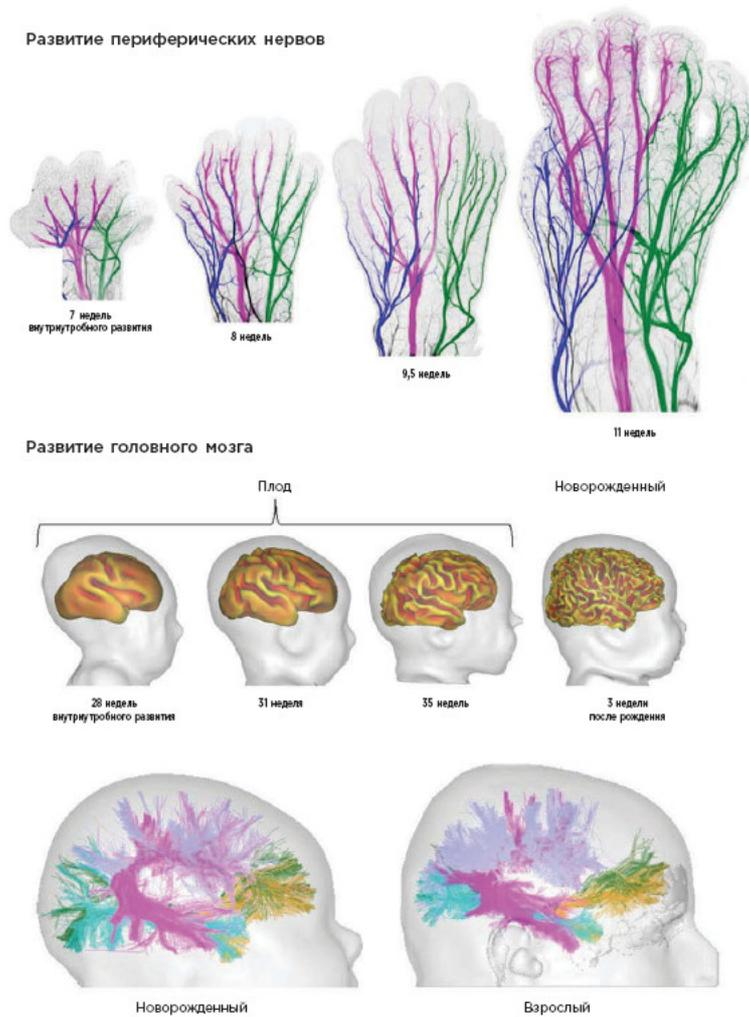 Развитие периферических нервов
7 недель
внутриутробного развития
8 недель
9,5 недель
11 недель
Развитие головного мозга
Плод
Новорожденный
28 недель
внутриутробного развития
31 неделя
35 недель
3 недели
после рождения
Новорожденный
Взрослый